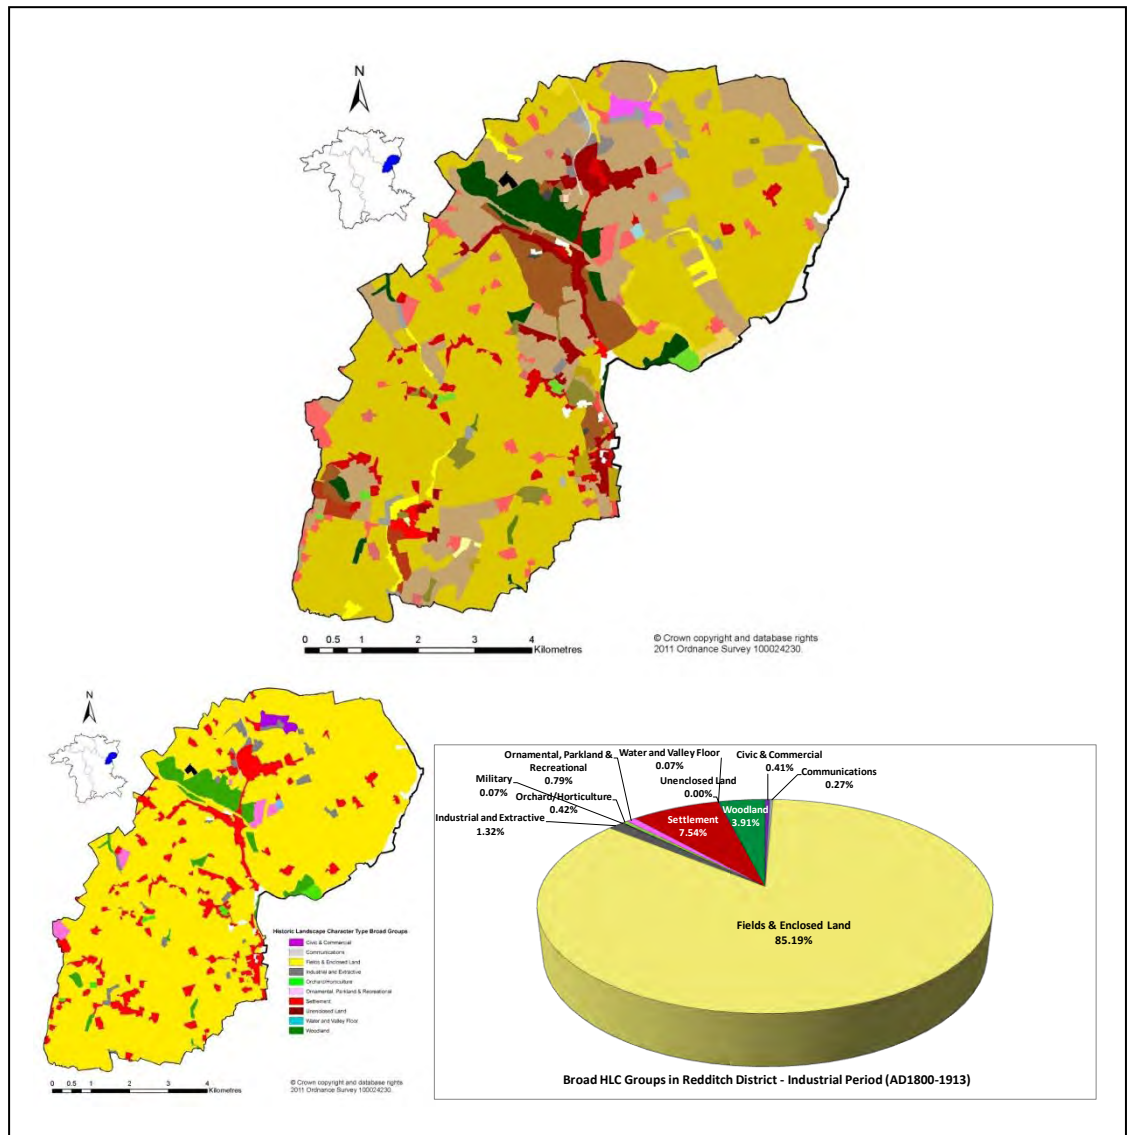 N
0 0.5 1 2 3 4
Kilometres
© Crown copyright and database rights
2011 Ordnance Survey 100024230.
N
Historic Landscape Character Type Broad Groups
Civic & Commercial
Communications
Fields & Enclosed Land
Industrial and Extractive
Orchard/Horticulture
Ornamental, Parkland & Recreational
Settlement
Unenclosed Land
Water and Valley Floor
Woodland
0 0.5 1 2 3 4
Kilometres
© Crown copyright and database rights
2011 Ordnance Survey 100024230.
Ornamental, Parkland &
Recreational
0.79%
Water and Valley Floor
0.07%
Civic & Commercial
0.41%
Military
0.07%
Unenclosed Land
0.00%
Communications
0.27%
Orchard/Horticulture
0.42%
Industrial and Extractive
1.32%
Settlement
7.54%
Woodland
3.91%
Fields & Enclosed Land
85.19%
Broad HLC Groups in Redditch District - Industrial Period (AD1800-1913)